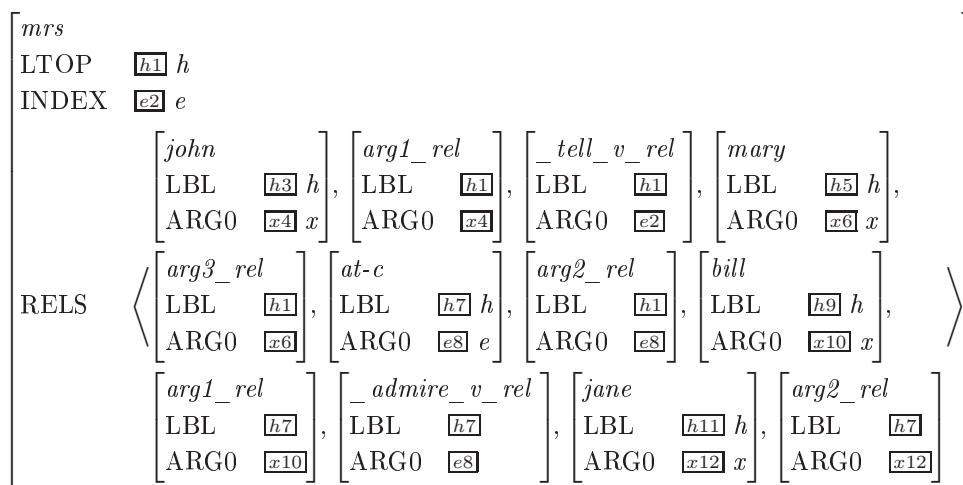 mrs
LTOP h1 h
INDEX e2 e
john arg1_rel _tell_v_rel mary
LBL h3 h, LBL h1, LBL h1, LBL h5 h,
ARG0 x4 x ARG0 x4 ARG0 e2 ARG0 x6 x
arg3_rel at-c arg2_rel bill
RELS ⟨ LBL h1, LBL h7 h, LBL h1, LBL h9 h, ⟩
ARG0 x6 ARG0 e8 e ARG0 e8 ARG0 x10 x
arg1_rel _admire_v_rel jane arg2_rel
LBL h7, LBL h7, LBL h11 h, LBL h7
ARG0 x10 ARG0 e8 ARG0 x12 x ARG0 x12